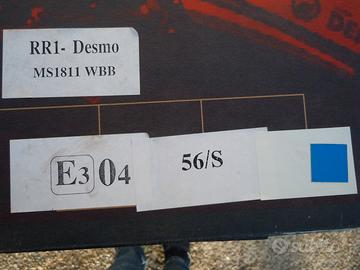 RR1- Desmo
MS1811 WBB
E3 04
56/S